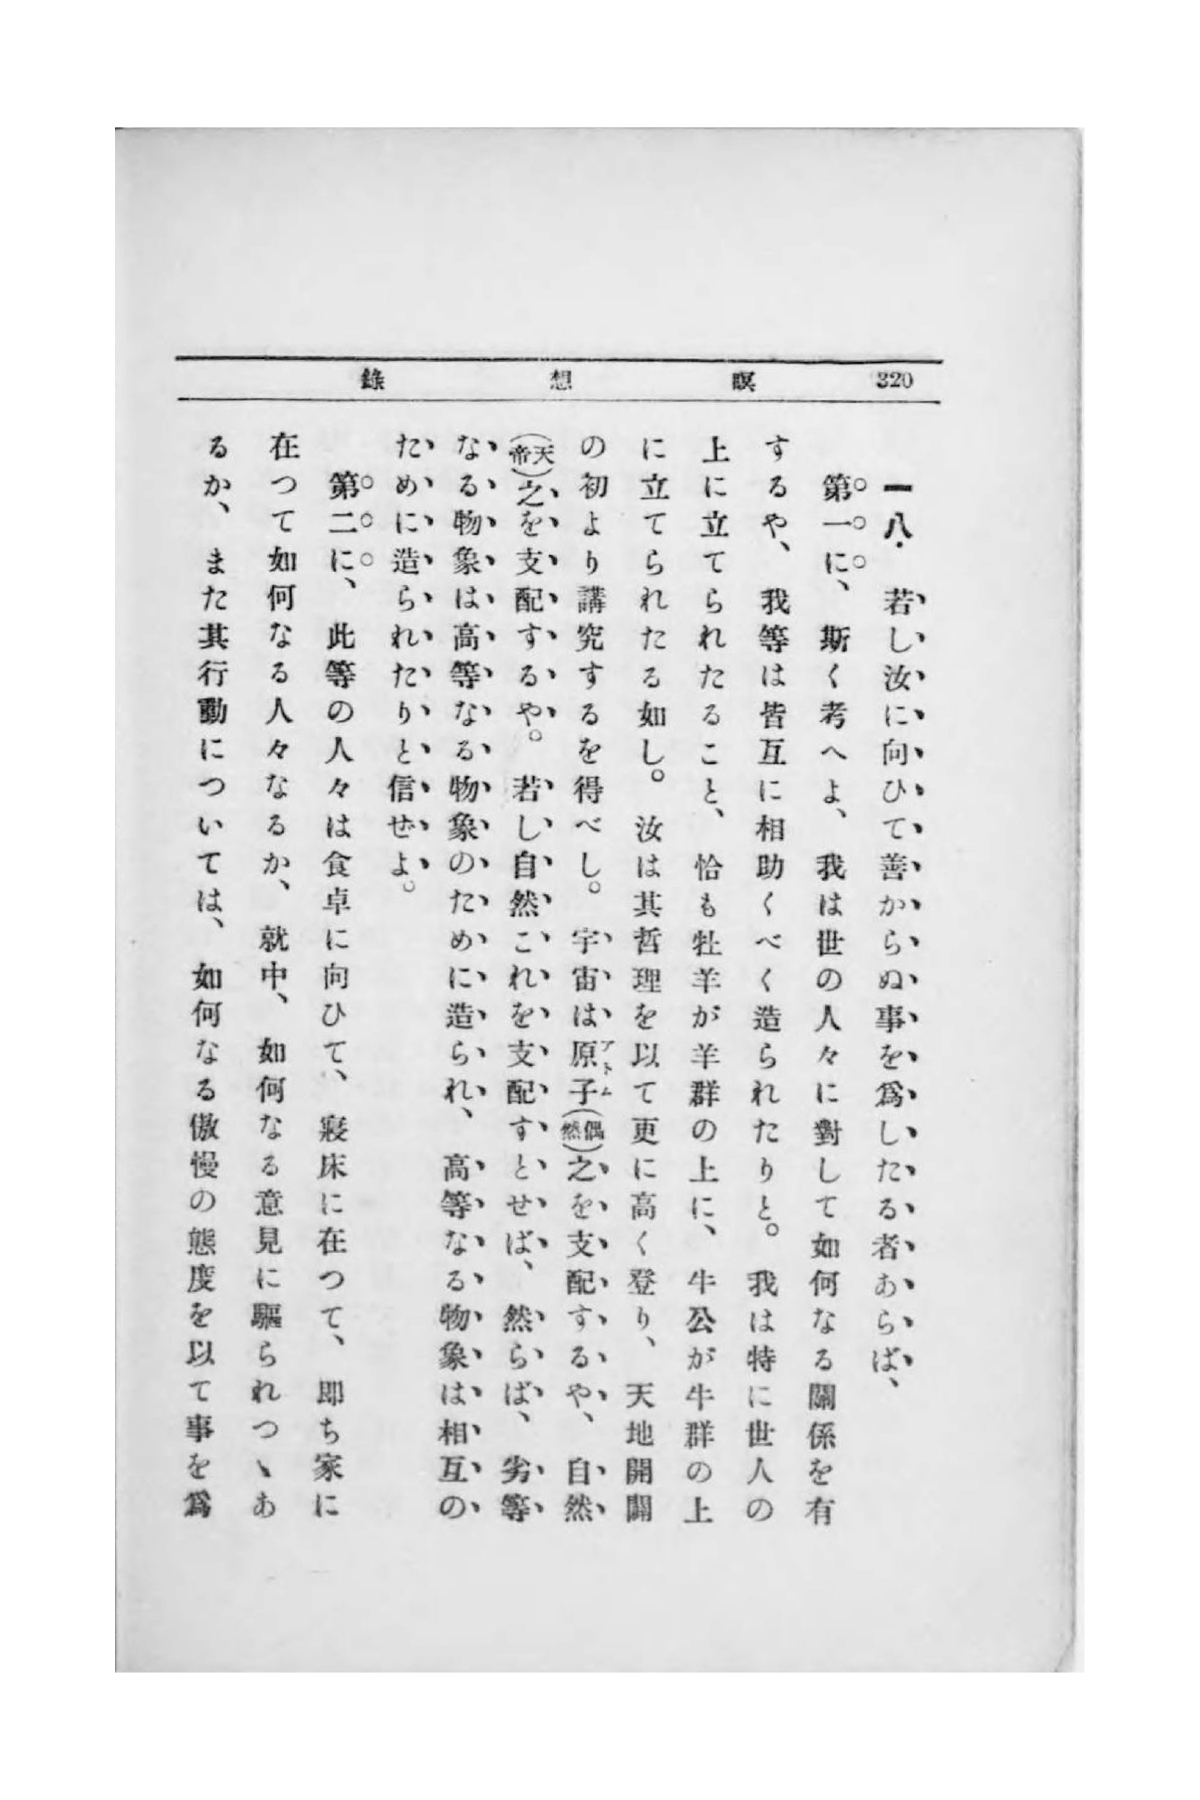 320 瞑想錄
一八. 若し汝に向ひて善からぬ事を爲したる者あらば、
第一に、斯く考へよ、我は世の人々に對して如何なる關係を有
するや、我等は皆互に相助くべく造られたりと。我は特に世人の
上に立てられたること、恰も牡羊が羊群の上に、牛公が牛群の上
に立てられたる如し。汝は其哲理を以て更に高く登り、天地開闢
の初より講究するを得べし。宇宙は原子アトム(偶然)之を支配するや、自然
(天帝)之を支配するや。若し自然これを支配すとせば、然らば、劣等
なる物象は高等なる物象のために造られ、高等なる物象は相互の
ために造られたりと信ぜよ。
第二に、此等の人々は食卓に向ひて、寢床に在つて、即ち家に
在つて如何なる人々なるか、就中、如何なる意見に驅られつゝあ
るか、また其行動については、如何なる傲慢の態度を以て事を爲